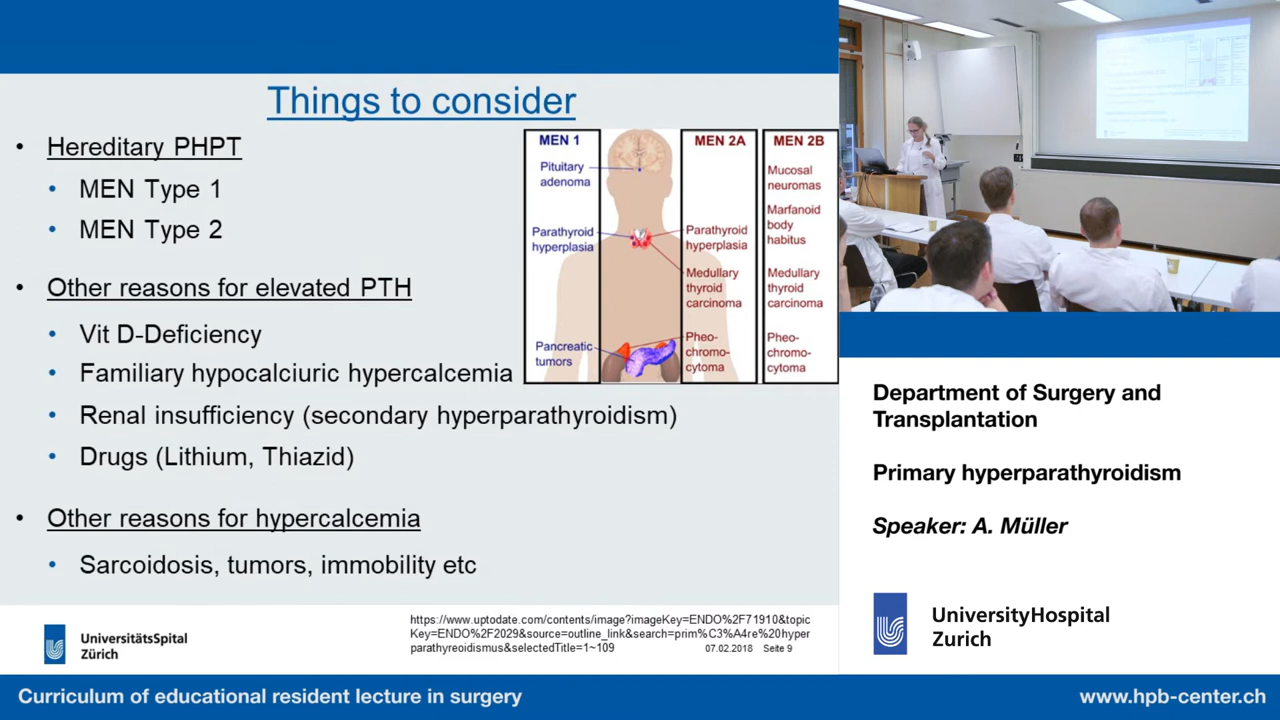 Things to consider
• Hereditary PHPT
• MEN Type 1
• MEN Type 2
• Other reasons for elevated PTH
• Vit D-Deficiency
• Familiary hypocalciuric hypercalcemia
• Renal insufficiency (secondary hyperparathyroidism)
• Drugs (Lithium, Thiazid)
• Other reasons for hypercalcemia
• Sarcoidosis, tumors, immobility etc
MEN 1
Pituitary
adenoma
Parathyroid
hyperplasia
Pancreatic
tumors
MEN 2A
Parathyroid
hyperplasia
Medullary
thyroid
carcinoma
Pheo-
chromo-
cytoma
MEN 2B
Mucosal
neuromas
Marfanoid
body
habitus
Medullary
thyroid
carcinoma
Pheo-
chromo-
cytoma
https://www.uptodate.com/contents/image?imageKey=ENDO%2F71910&topic
Key=ENDO%2F2029&source=outline_link&search=prim%C3%A4re%20hyper
parathyreoidismus&selectedTitle=1~109
07.02.2018 Seite 9
UniversitätsSpital
Zürich
Department of Surgery and
Transplantation
Primary hyperparathyroidism
Speaker: A. Müller
UniversityHospital
Zurich
Curriculum of educational resident lecture in surgery
www.hpb-center.ch